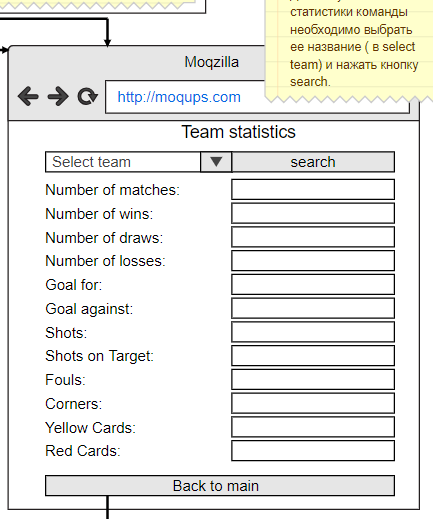 статистики команды
необходимо выбрать
ее название ( в select
team) и нажать кнопку
search.
Moqzilla
http://moqups.com
Team statistics
Select team
search
Number of matches:
Number of wins:
Number of draws:
Number of losses:
Goal for:
Goal against:
Shots:
Shots on Target:
Fouls:
Corners:
Yellow Cards:
Red Cards:
Back to main